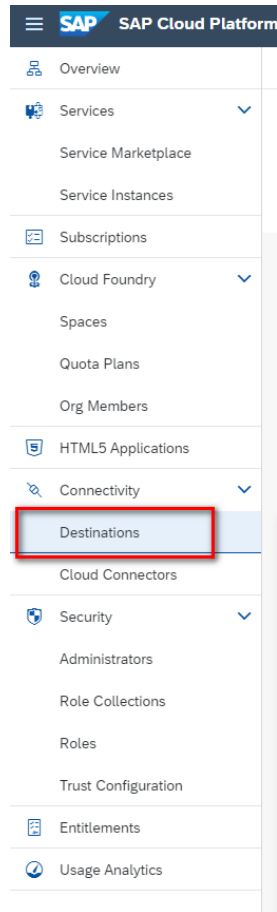 SAP SAP Cloud Platform
Overview
Services
Service Marketplace
Service Instances
Subscriptions
Cloud Foundry
Spaces
Quota Plans
Org Members
HTML5 Applications
Connectivity
Destinations
Cloud Connectors
Security
Administrators
Role Collections
Roles
Trust Configuration
Entitlements
Usage Analytics